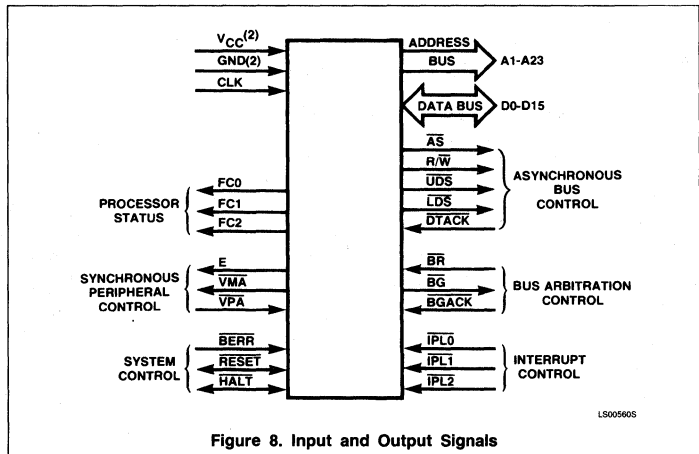 VCC(2)
GND(2)
CLK
ADDRESS
BUS
A1-A23
DATA BUS
D0-D15
AS
R/W
UDS
LDS
DTACK
ASYNCHRONOUS
BUS
CONTROL
PROCESSOR
STATUS
FC0
FC1
FC2
SYNCHRONOUS
PERIPHERAL
CONTROL
E
VMA
VPA
BR
BG
BGACK
BUS ARBITRATION
CONTROL
SYSTEM
CONTROL
BERR
RESET
HALT
IPL0
IPL1
IPL2
INTERRUPT
CONTROL
LS00560S
Figure 8. Input and Output Signals